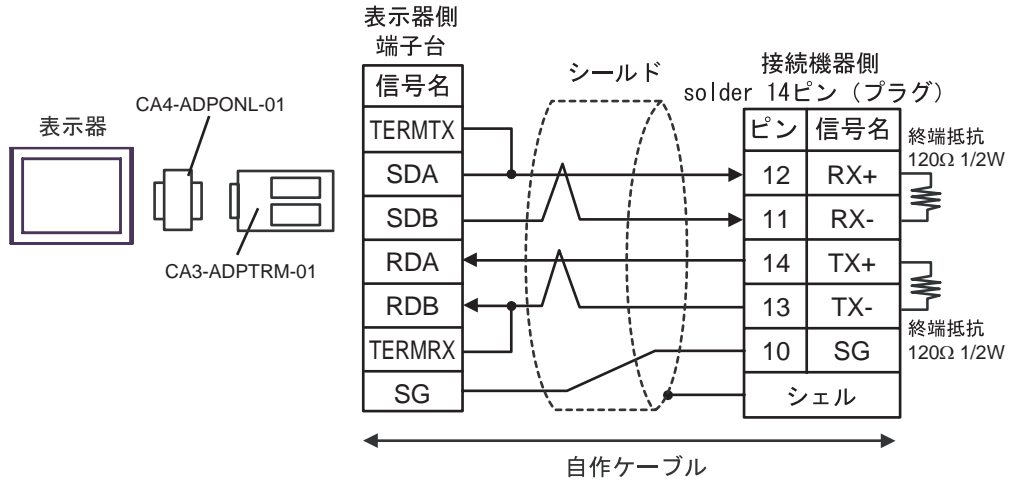 表示器側
端子台
信号名
TERMTX
SDA
SDB
RDA
RDB
TERMRX
SG
シールド
接続機器側
solder 14ピン（プラグ）
ピン 信号名
12 RX+
11 RX-
14 TX+
13 TX-
10 SG
シェル
終端抵抗
120Ω 1/2W
終端抵抗
120Ω 1/2W
表示器
CA4-ADPONL-01
CA3-ADPTRM-01
自作ケーブル